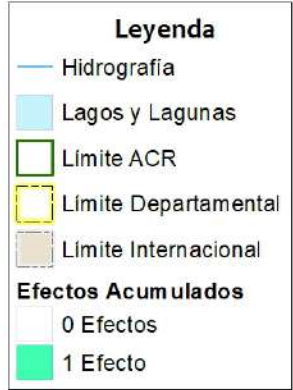 Leyenda
Hidrografía
Lagos y Lagunas
Límite ACR
Límite Departamental
Límite Internacional
Efectos Acumulados
0 Efectos
1 Efecto